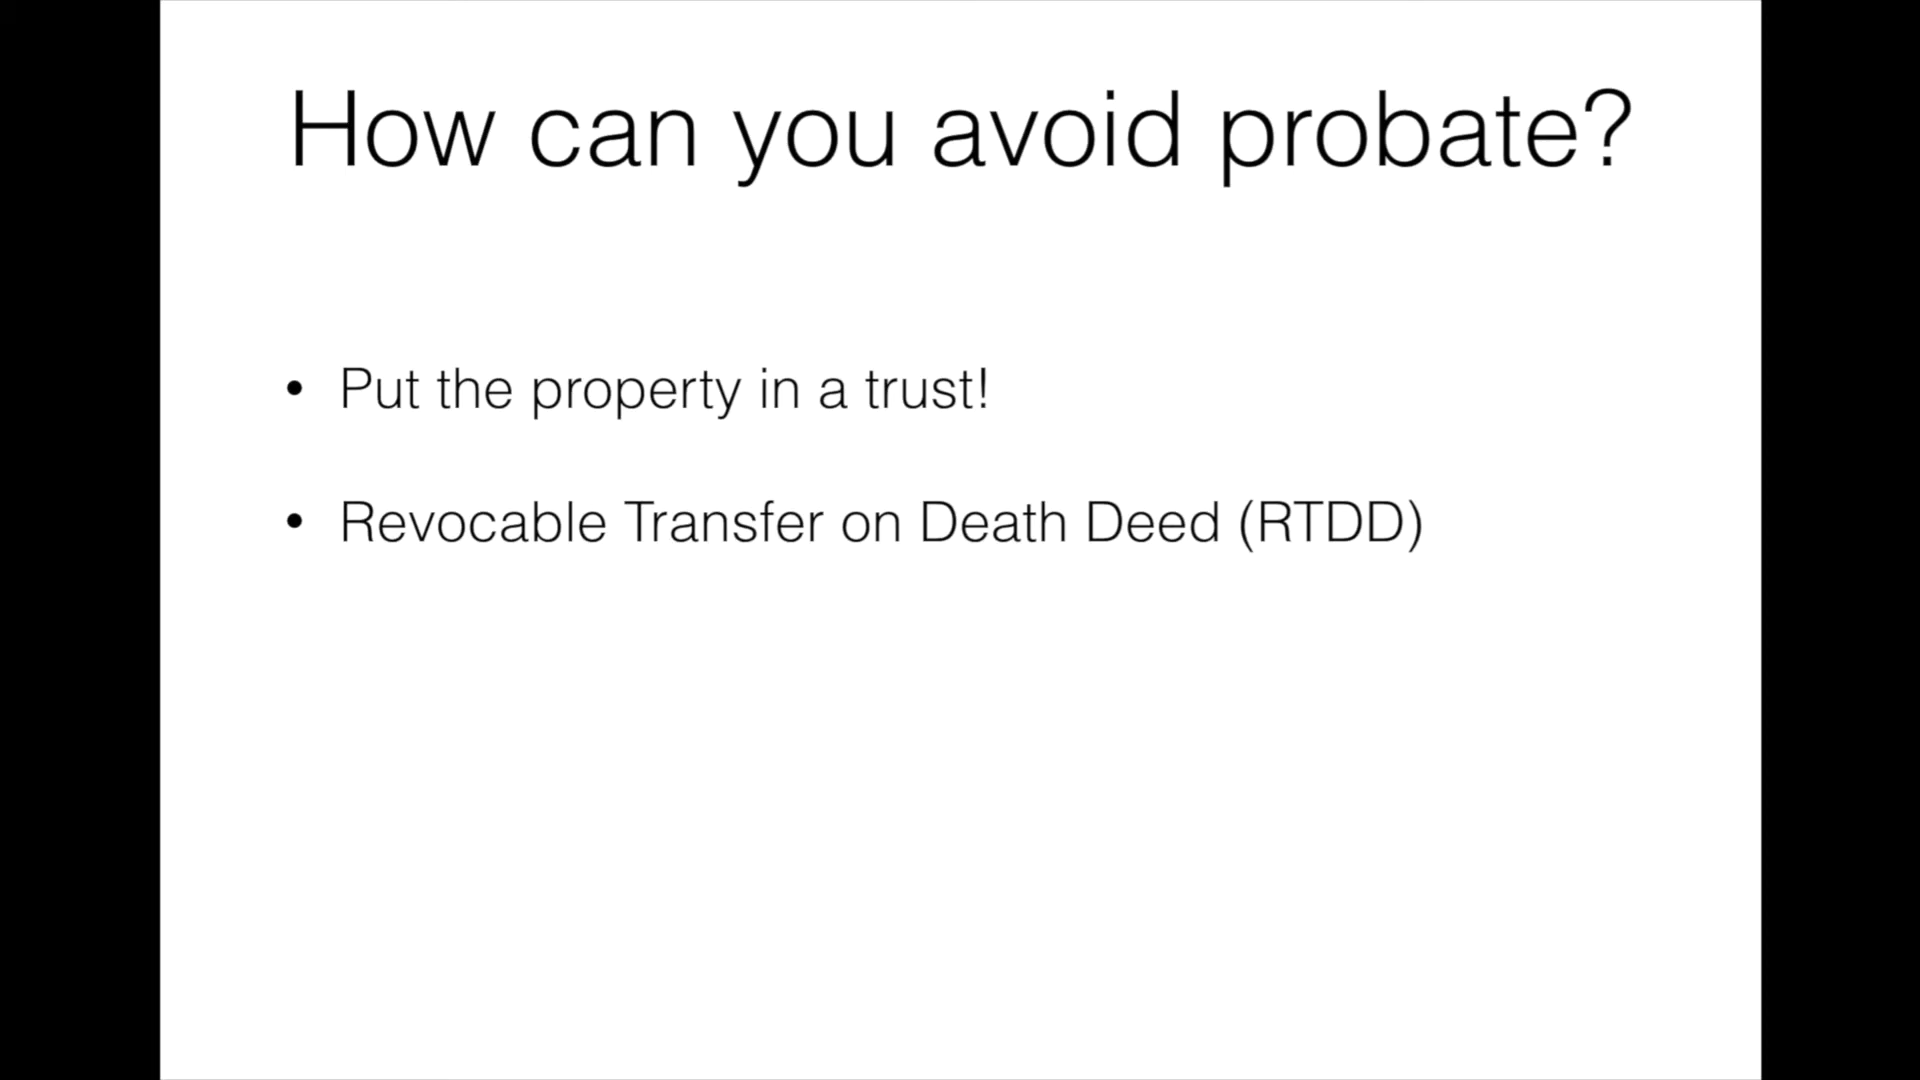 How can you avoid probate?
• Put the property in a trust!
• Revocable Transfer on Death Deed (RTDD)